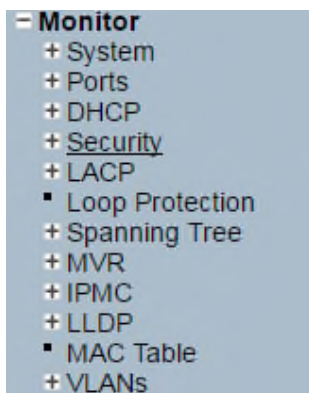 Monitor
System
Ports
DHCP
Security
LACP
Loop Protection
Spanning Tree
MVR
IPMC
LLDP
MAC Table
VLANs